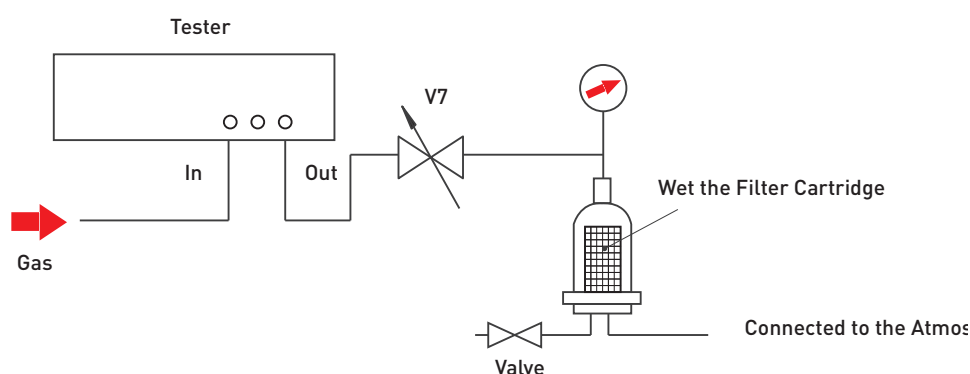 Tester
V7
In
Out
Wet the Filter Cartridge
Gas
Connected to the Atmos
Valve